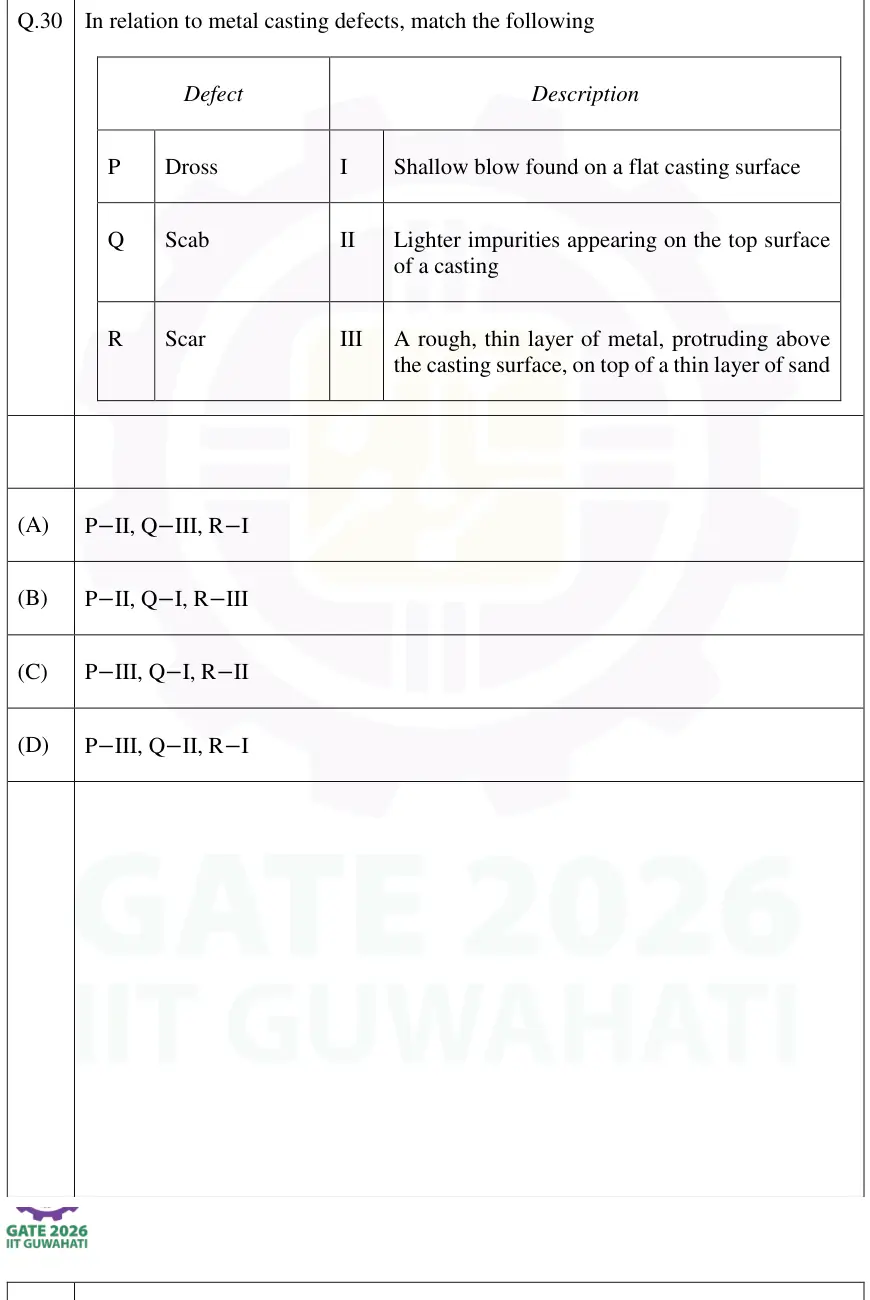 Q.30 In relation to metal casting defects, match the following
Defect Description
P Dross I Shallow blow found on a flat casting surface
Q Scab II Lighter impurities appearing on the top surface
of a casting
R Scar III A rough, thin layer of metal, protruding above
the casting surface, on top of a thin layer of sand
(A) P−II, Q−III, R−I
(B) P−II, Q−I, R−III
(C) P−III, Q−I, R−II
(D) P−III, Q−II, R−I
GATE 2026
IIT GUWAHATI
GATE 2026
IIT GUWAHATI